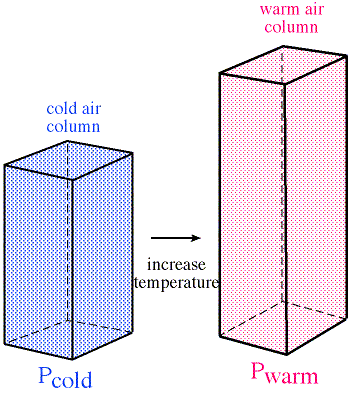 warm air
column
cold air
column
increase
temperature
Pcold
Pwarm